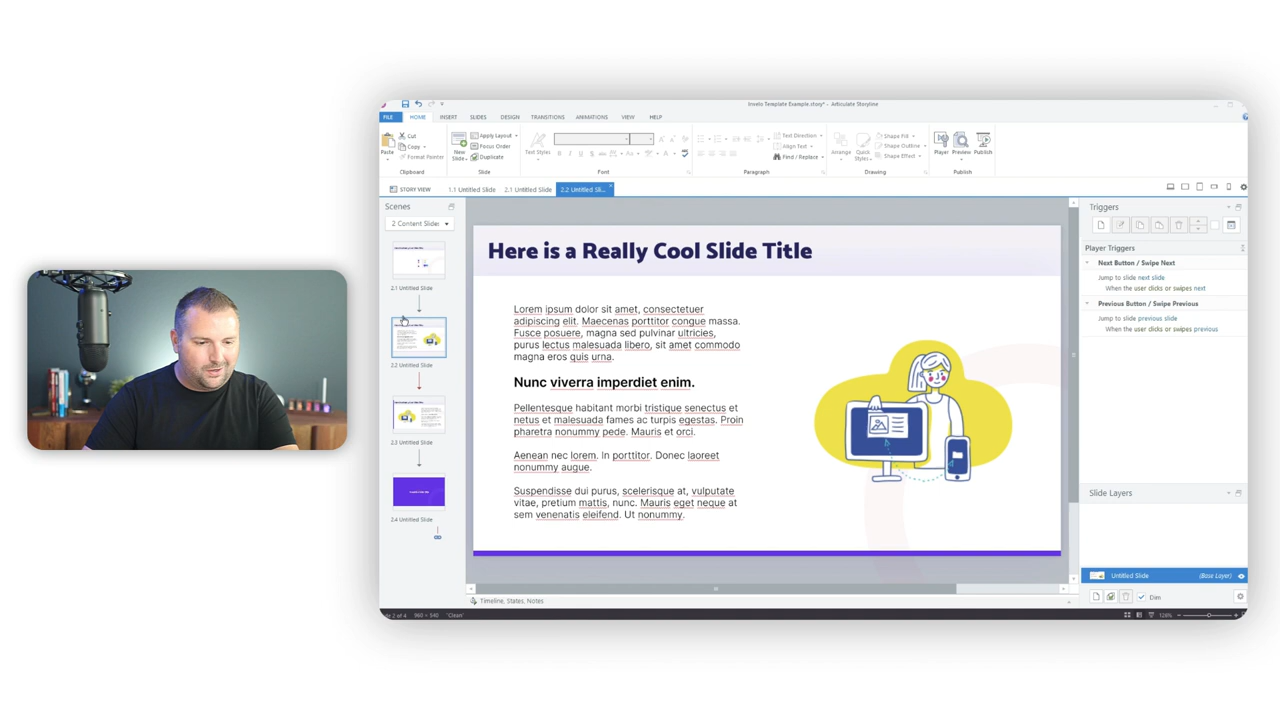 Invelo Template Example.story* - Articulate Storyline
FILE
HOME
INSERT
SLIDES
DESIGN
TRANSITIONS
ANIMATIONS
VIEW
HELP
Paste
Cut
Copy
Format Painter
Clipboard
New Slide
Apply Layout
Focus Order
Duplicate
Slide
Text Styles
Font
Text Direction
Align Text
Find / Replace
Paragraph
Arrange
Quick Styles
Shape Fill
Shape Outline
Shape Effect
Drawing
Player
Preview
Publish
Publish
STORY VIEW
1.1 Untitled Slide
2.1 Untitled Slide
2.2 Untitled Sli...
Scenes
2 Content Slides
2.1 Untitled Slide
2.2 Untitled Slide
2.3 Untitled Slide
2.4 Untitled Slide
Here is a Really Cool Slide Title
Lorem ipsum dolor sit amet, consectetuer
adipiscing elit. Maecenas porttitor congue massa.
Fusce posuere, magna sed pulvinar ultricies,
purus lectus malesuada libero, sit amet commodo
magna eros quis urna.
Nunc viverra imperdiet enim.
Pellentesque habitant morbi tristique senectus et
netus et malesuada fames ac turpis egestas. Proin
pharetra nonummy pede. Mauris et orci.
Aenean nec lorem. In porttitor. Donec laoreet
nonummy augue.
Suspendisse dui purus, scelerisque at, vulputate
vitae, pretium mattis, nunc. Mauris eget neque at
sem venenatis eleifend. Ut nonummy.
Triggers
Player Triggers
Next Button / Swipe Next
Jump to slide next slide
When the user clicks or swipes next
Previous Button / Swipe Previous
Jump to slide previous slide
When the user clicks or swipes previous
Slide Layers
Untitled Slide
(Base Layer)
Dim
Timeline, States, Notes
960 × 540
"Clean"